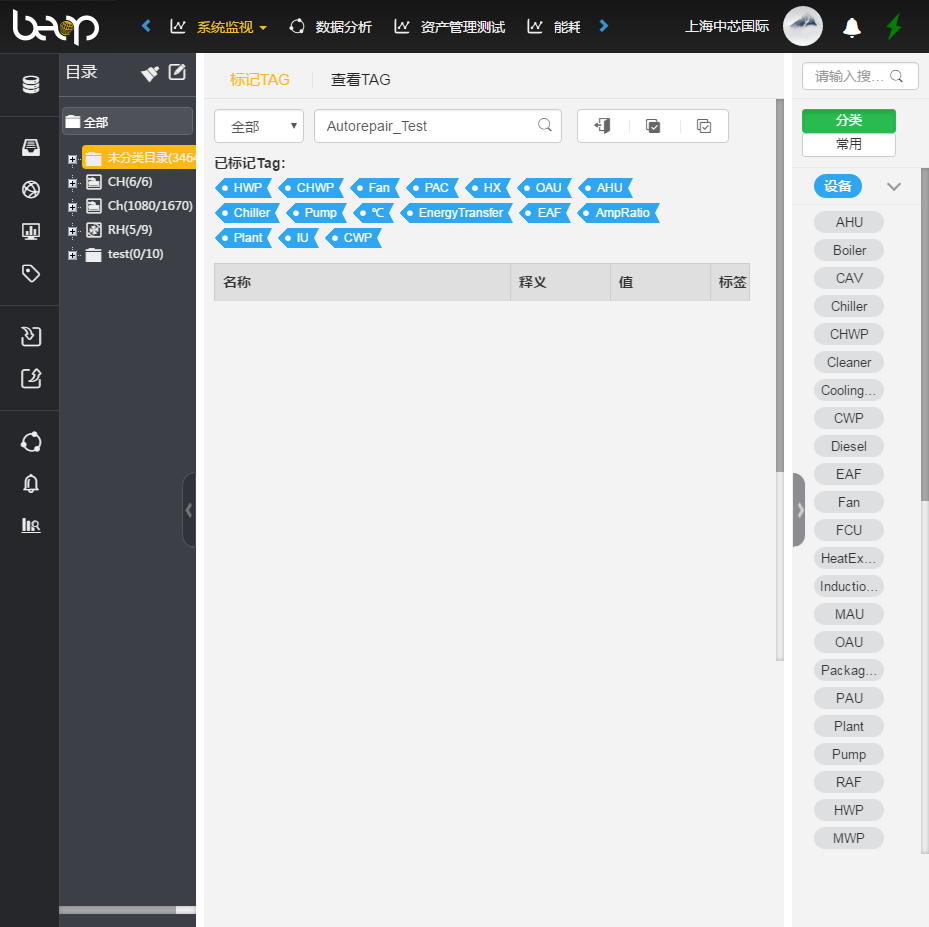 beop
系统监视 数据分析 资产管理测试 能耗 上海中芯国际
目录
全部
未分类目录(3464
CH(6/6)
Ch(1080/1670)
RH(5/9)
test(0/10)
标记TAG 查看TAG
全部 Autorepair_Test
已标记Tag:
HWP CHWP Fan PAC HX OAU AHU
Chiller Pump ℃ EnergyTransfer EAF AmpRatio
Plant IU CWP
名称 释义 值 标签
请输入搜...
分类
常用
设备
AHU
Boiler
CAV
Chiller
CHWP
Cleaner
Cooling...
CWP
Diesel
EAF
Fan
FCU
HeatEx...
Inductio...
MAU
OAU
Packag...
PAU
Plant
Pump
RAF
HWP
MWP